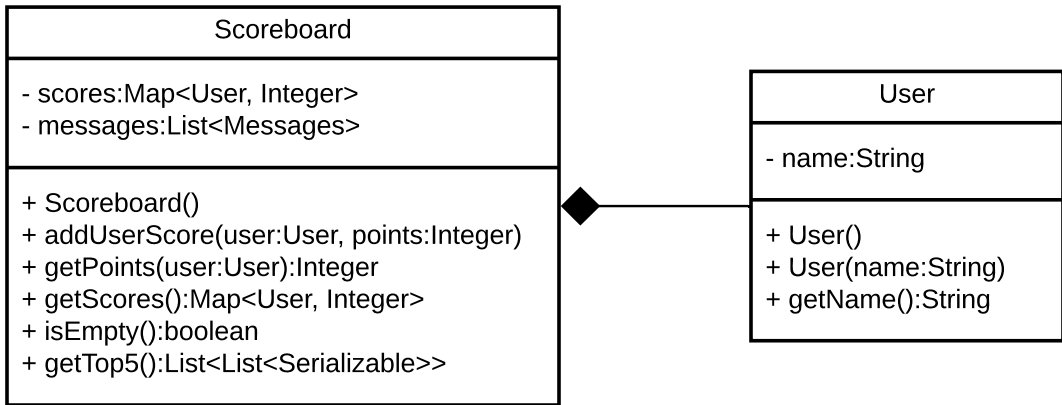 Scoreboard
- scores:Map<User, Integer>
- messages:List<Messages>
+ Scoreboard()
+ addUserScore(user:User, points:Integer)
+ getPoints(user:User):Integer
+ getScores():Map<User, Integer>
+ isEmpty():boolean
+ getTop5():List<List<Serializable>>
User
- name:String
+ User()
+ User(name:String)
+ getName():String